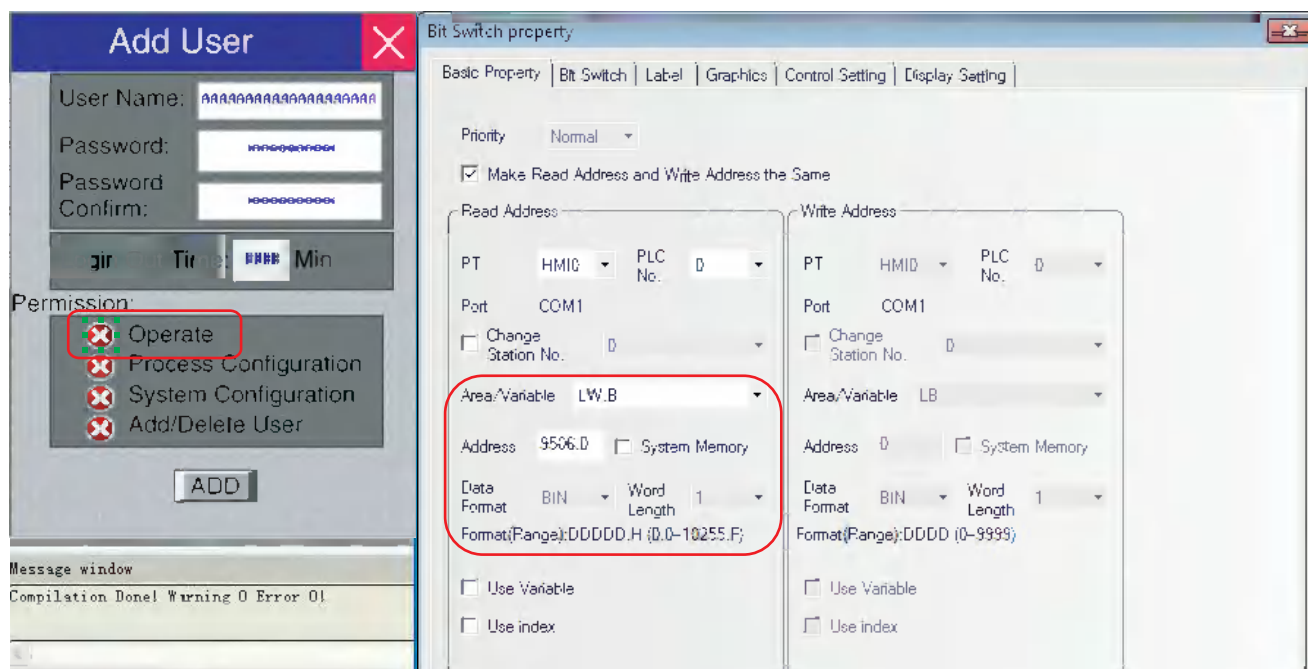 Add User
User Name: AAAAAAAAAAAAAAAAAAAA
Password: **********
Password
Confirm: **********
Time: #### Min
Permission:
Operate
Process Configuration
System Configuration
Add/Delete User
ADD
Message window
Compilation Done! Warning 0 Error 0!
Bit Switch property
Basic Property Bit Switch Label Graphics Control Setting Display Setting
Priority Normal
Make Read Address and Write Address the Same
Read Address
PT HMI0 PLC No. 0
Port COM1
Change Station No. 0
Area/Variable LW.B
Address 9506.0 System Memory
Data Format BIN Word Length 1
Format(Range):DDDDD.H (0.0-10255.F)
Use Variable
Use index
Write Address
PT HMI0 PLC No. 0
Port COM1
Change Station No. 0
Area/Variable LB
Address 0 System Memory
Data Format BIN Word Length 1
Format(Range):DDDD (0-9999)
Use Variable
Use index